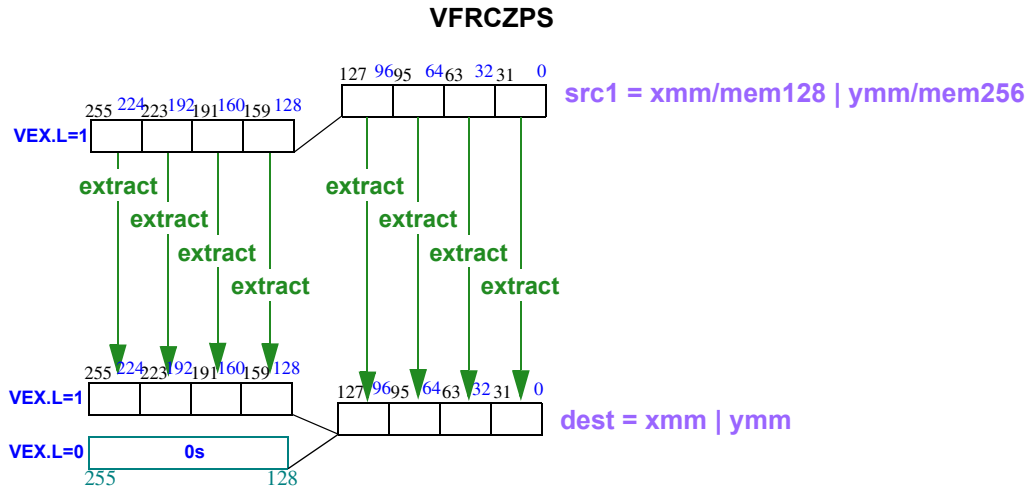 VFRCZPS
127 96 95 64 63 32 31 0
src1 = xmm/mem128 | ymm/mem256
255 224 223 192 191 160 159 128
VEX.L=1
extract extract
extract extract
extract extract
extract extract
255 224 223 192 191 160 159 128
127 96 95 64 63 32 31 0
VEX.L=1
dest = xmm | ymm
VEX.L=0 0s
255 128